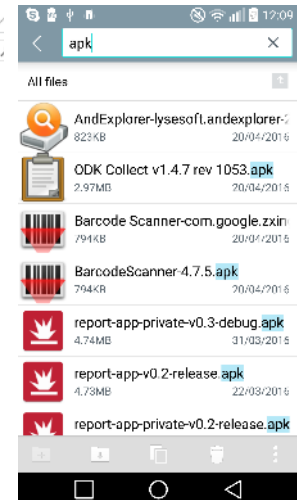 12:09
apk
All files
AndExplorer-lysesoft.andexplorer-2
823KB 20/04/2016
ODK Collect v1.4.7 rev 1053.apk
2.97MB 20/04/2016
Barcode Scanner-com.google.zxin
794KB 20/04/2016
BarcodeScanner-4.7.5.apk
794KB 20/04/2016
report-app-private-v0.3-debug.apk
4.74MB 31/03/2016
report-app-v0.2-release.apk
4.73MB 22/03/2016
report-app-private-v0.2-release.apk